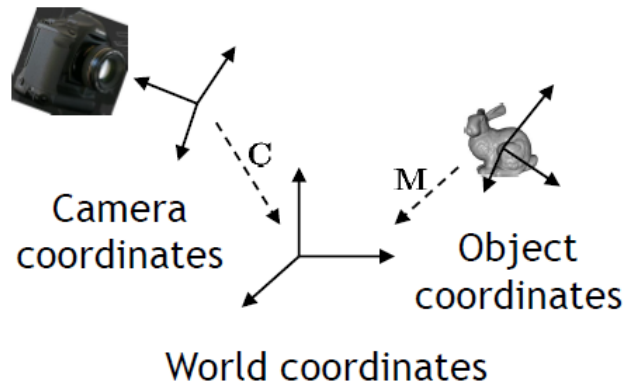 C
M
Camera
coordinates
Object
coordinates
World coordinates